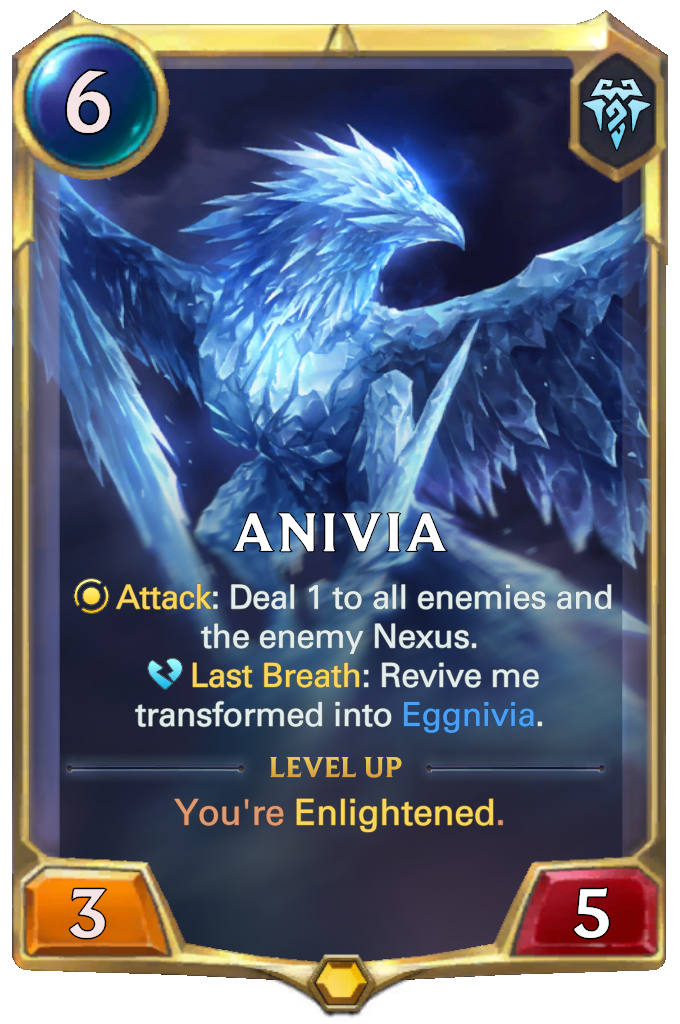 6
ANIVIA
Attack: Deal 1 to all enemies and
the enemy Nexus.
Last Breath: Revive me
transformed into Eggnivia.
LEVEL UP
You're Enlightened.
3
5